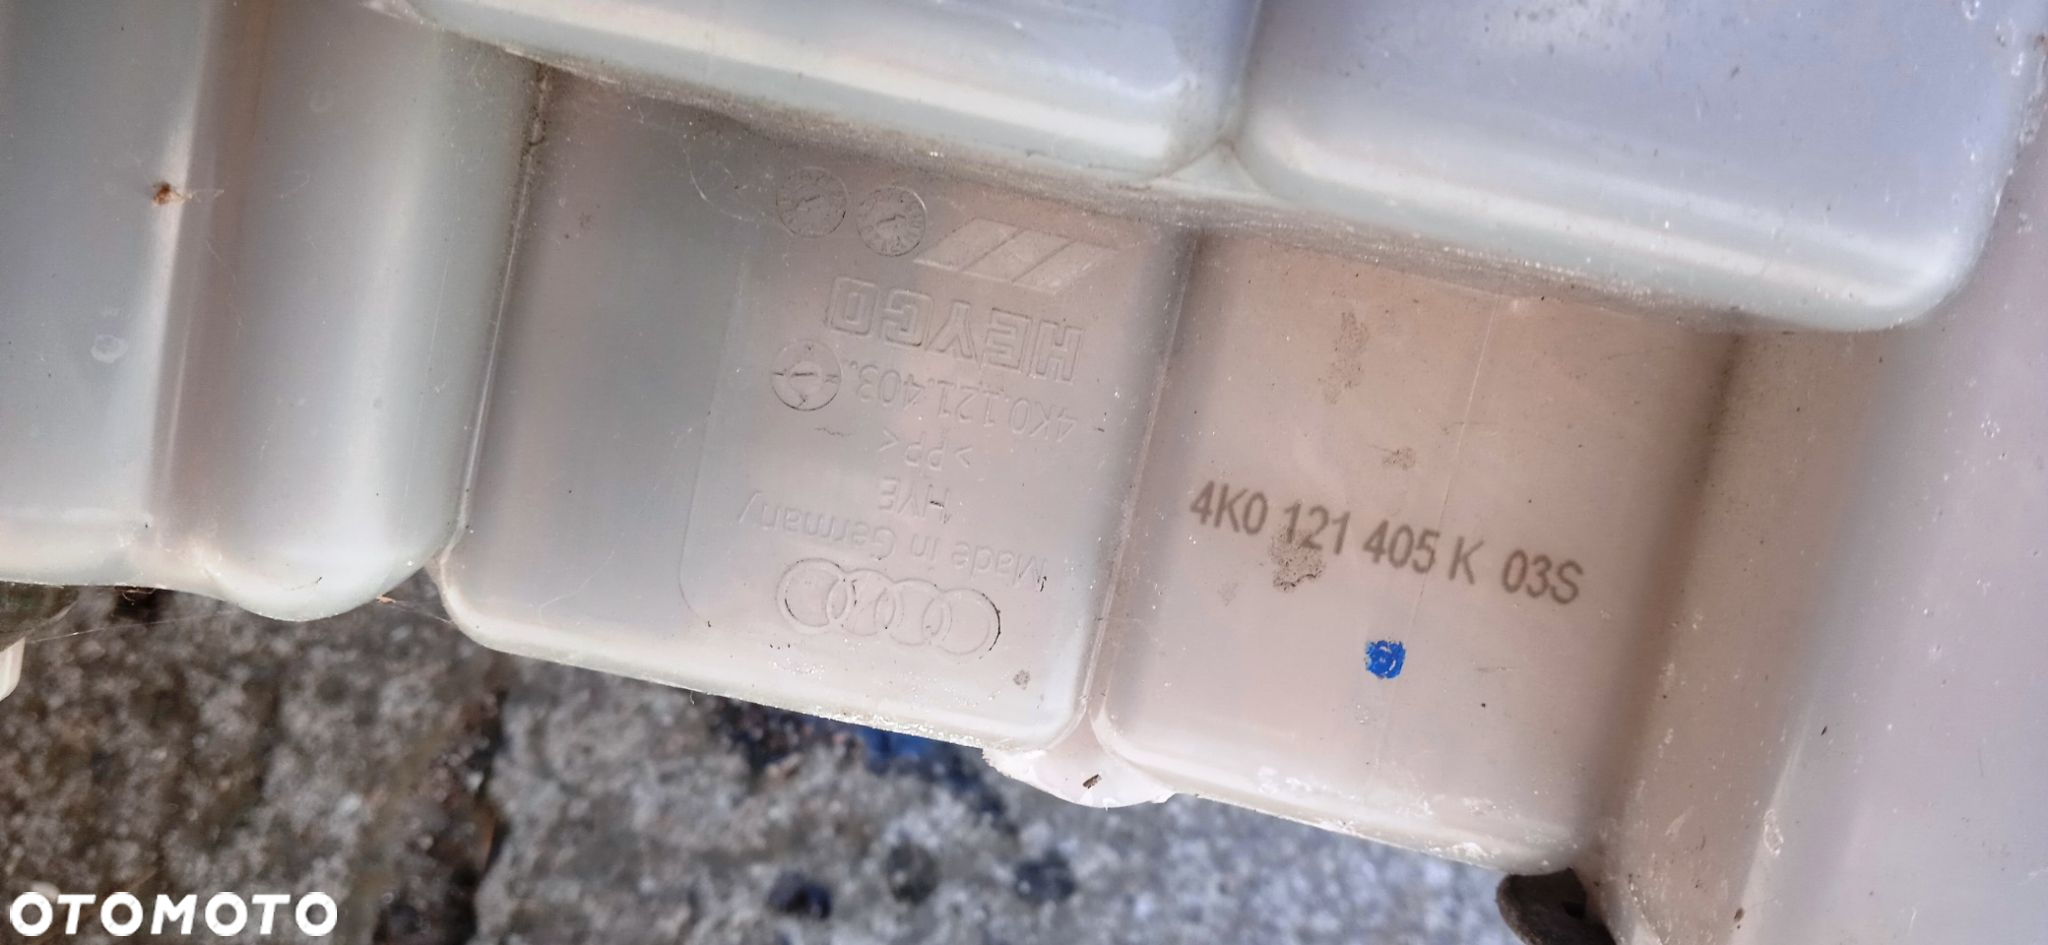 HEYGO
4K0.121.403.
>PP<
HYE
Made in Germany
4K0 121 405 K 03S
OTOMOTO